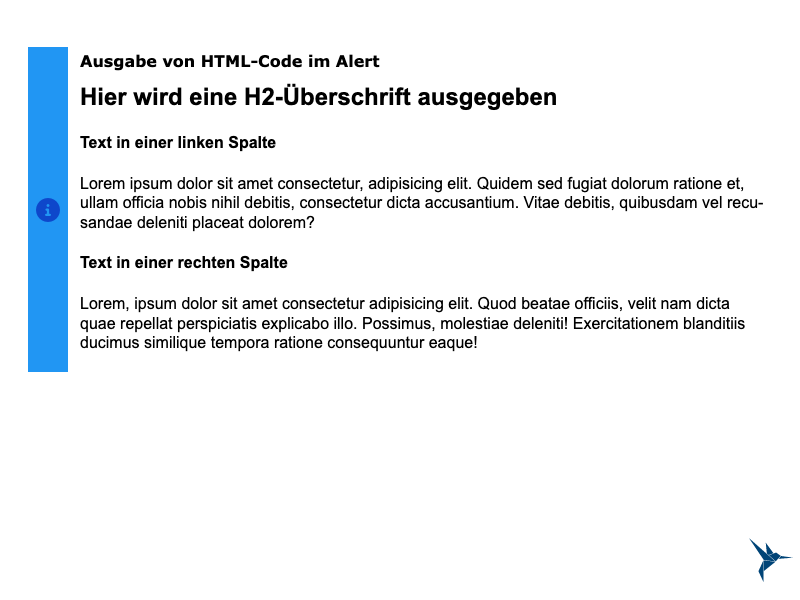 Ausgabe von HTML-Code im Alert
Hier wird eine H2-Überschrift ausgegeben
Text in einer linken Spalte
Lorem ipsum dolor sit amet consectetur, adipisicing elit. Quidem sed fugiat dolorum ratione et,
ullam officia nobis nihil debitis, consectetur dicta accusantium. Vitae debitis, quibusdam vel recu-
sandae deleniti placeat dolorem?
Text in einer rechten Spalte
Lorem, ipsum dolor sit amet consectetur adipisicing elit. Quod beatae officiis, velit nam dicta
quae repellat perspiciatis explicabo illo. Possimus, molestiae deleniti! Exercitationem blanditiis
ducimus similique tempora ratione consequuntur eaque!